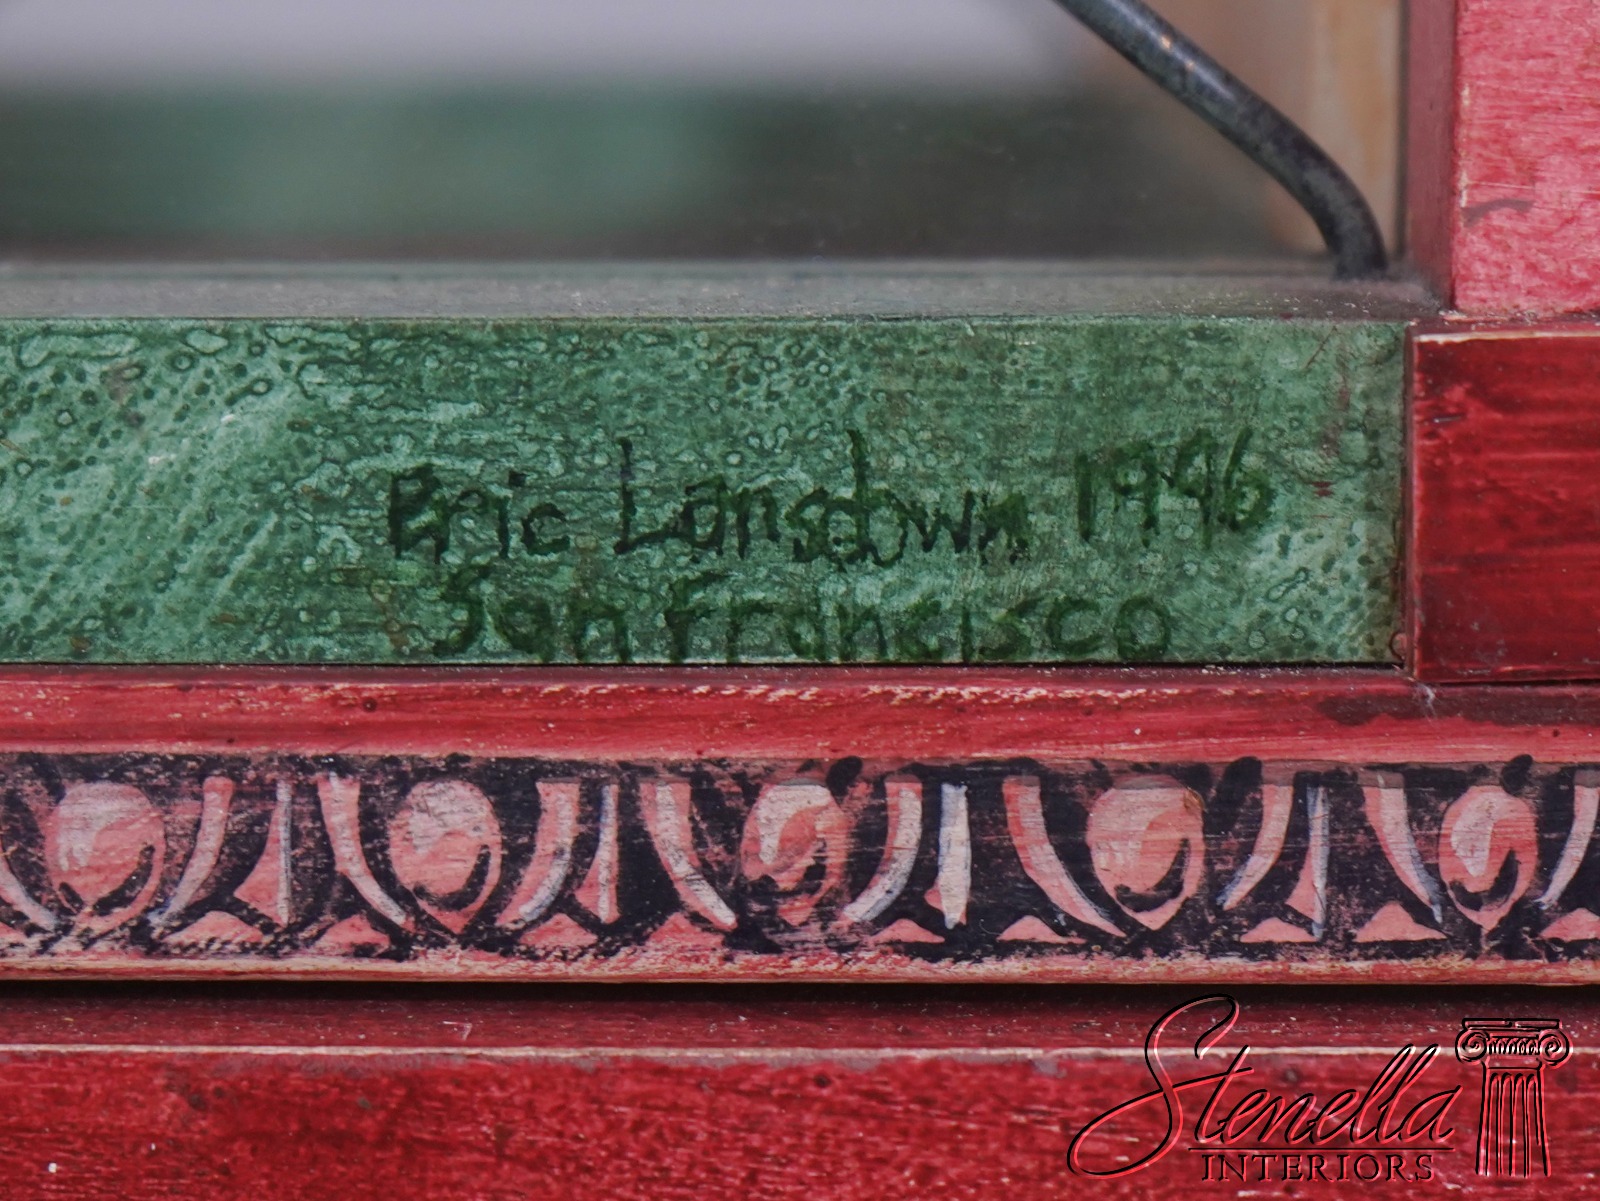 Eric Lansdown 1996
San Francisco
Stenella
INTERIORS